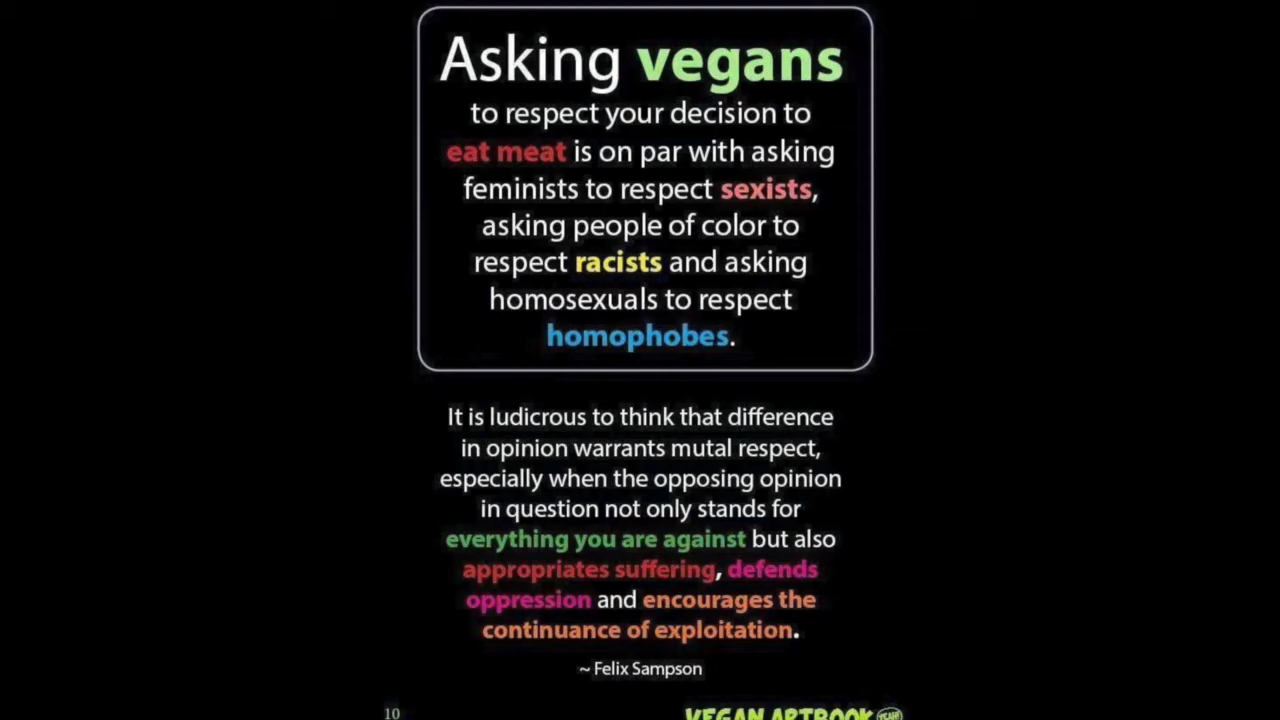 Asking vegans
to respect your decision to
eat meat is on par with asking
feminists to respect sexists,
asking people of color to
respect racists and asking
homosexuals to respect
homophobes.
It is ludicrous to think that difference
in opinion warrants mutal respect,
especially when the opposing opinion
in question not only stands for
everything you are against but also
appropriates suffering, defends
oppression and encourages the
continuance of exploitation.
~ Felix Sampson
10
VEGAN ARTBOOK YEAH!